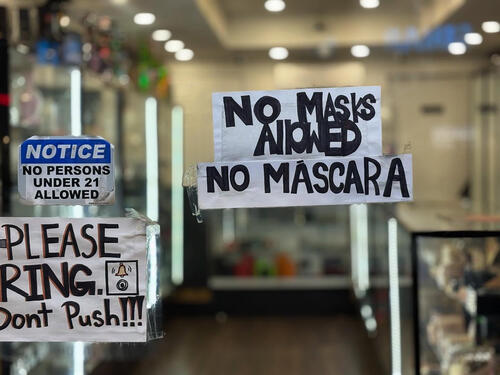 NOTICE
NO PERSONS
UNDER 21
ALLOWED
PLEASE
RING.
Dont Push!!!
NO MASKS
AllOWED
NO MÁSCARA